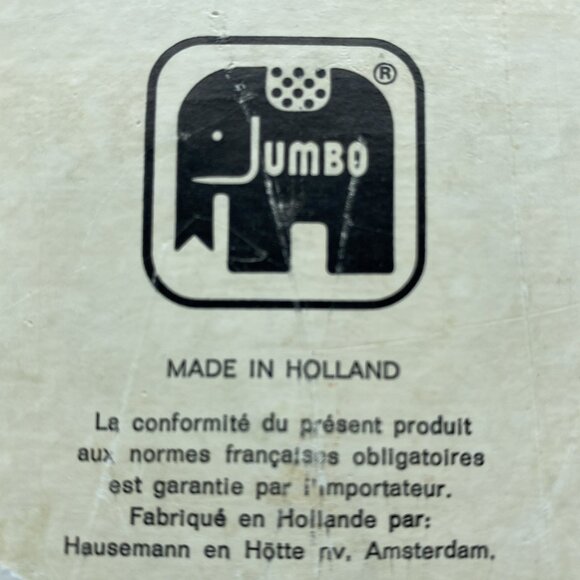 JUMBO ®
MADE IN HOLLAND
La conformité du présent produit
aux normes françaises obligatoires
est garantie par l'importateur.
Fabriqué en Hollande par:
Hausemann en Hötte nv. Amsterdam.